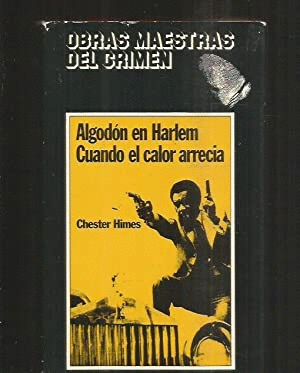 OBRAS MAESTRAS
DEL CRIMEN
Algodón en Harlem
Cuando el calor arrecia
Chester Himes